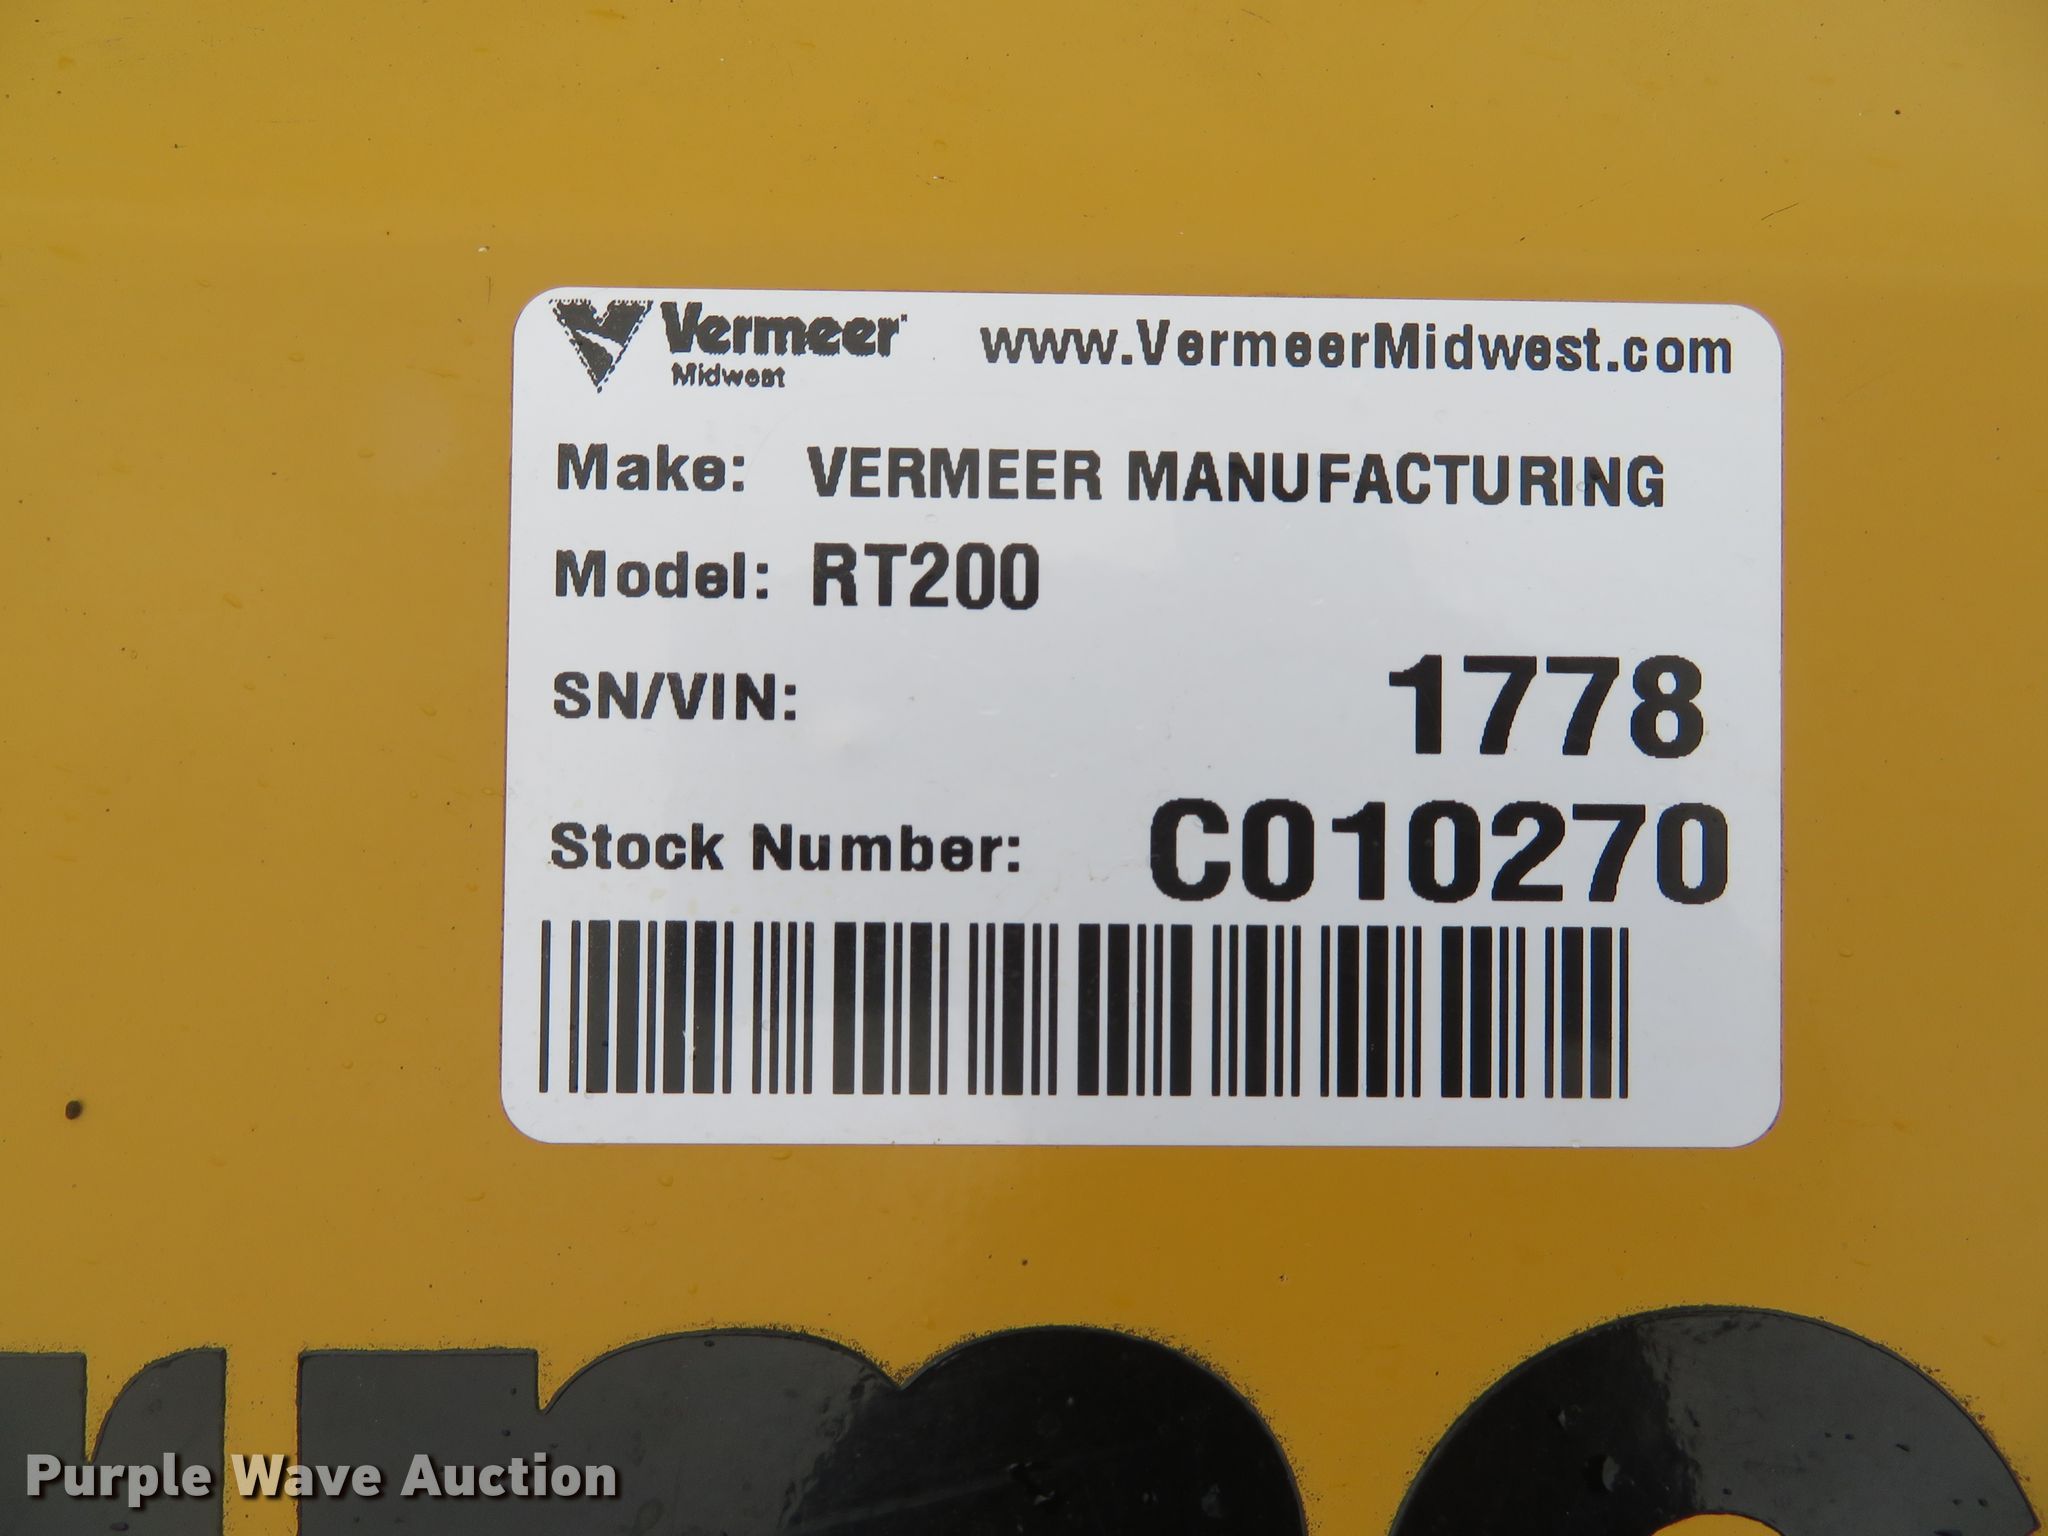 Vermeer
Midwest
www.VermeerMidwest.com
Make: VERMEER MANUFACTURING
Model: RT200
SN/VIN: 1778
Stock Number: C010270
Purple Wave Auction